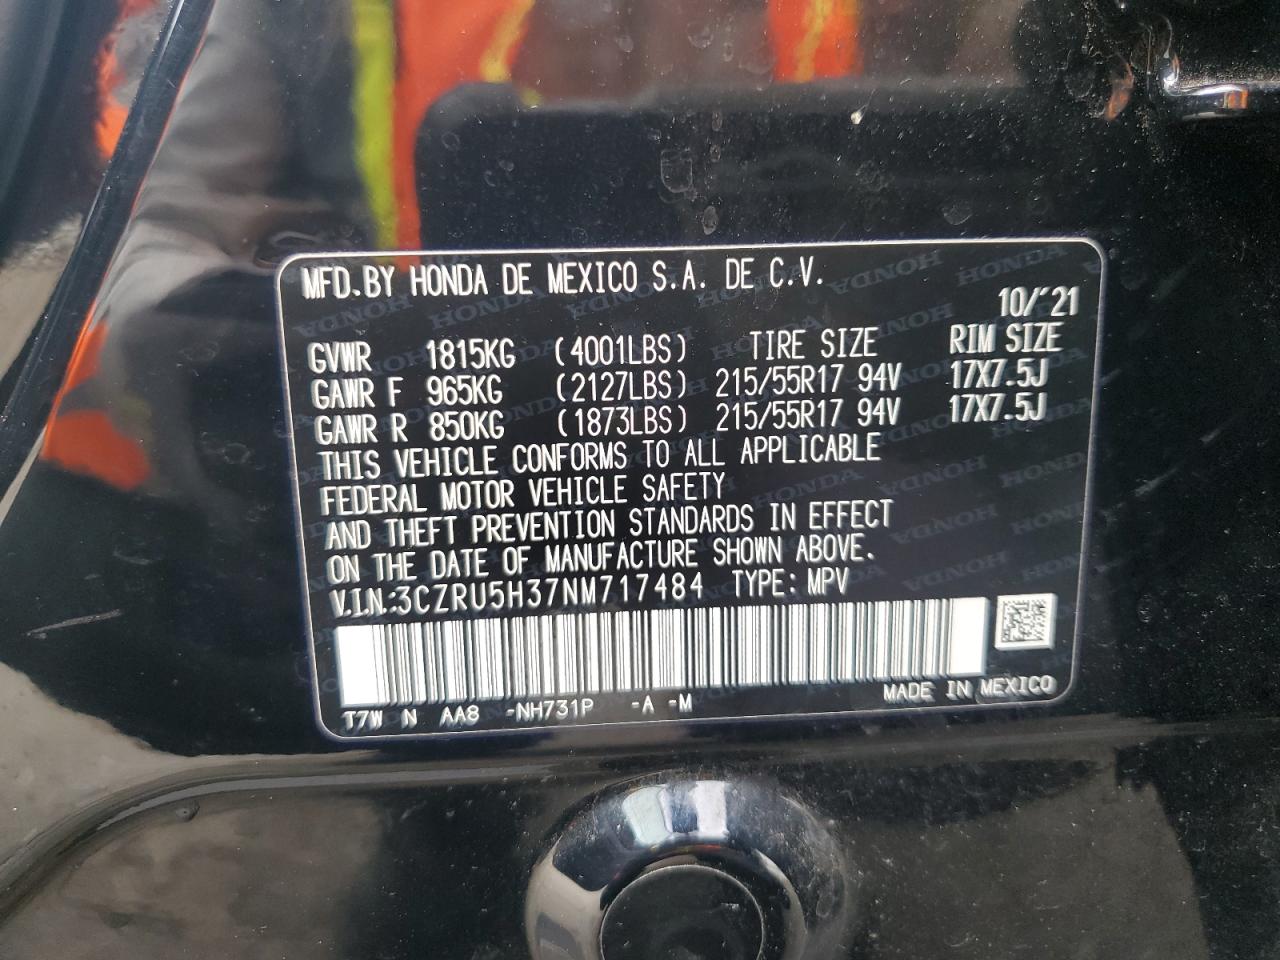 MFD.BY HONDA DE MEXICO S.A. DE C.V.
10/'21
GVWR 1815KG (4001LBS) TIRE SIZE RIM SIZE
GAWR F 965KG (2127LBS) 215/55R17 94V 17X7.5J
GAWR R 850KG (1873LBS) 215/55R17 94V 17X7.5J
THIS VEHICLE CONFORMS TO ALL APPLICABLE
FEDERAL MOTOR VEHICLE SAFETY
AND THEFT PREVENTION STANDARDS IN EFFECT
ON THE DATE OF MANUFACTURE SHOWN ABOVE.
V.I.N.:3CZRU5H37NM717484 TYPE: MPV
T7W N AA8 -NH731P -A -M MADE IN MEXICO